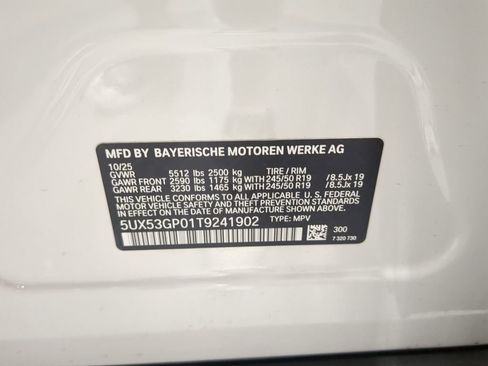 MFD BY BAYERISCHE MOTOREN WERKE AG
10/25
GVWR 5512 lbs 2500 kg TIRE / RIM
GAWR FRONT 2590 lbs 1175 kg WITH 245/50 R19 /8.5Jx 19
GAWR REAR 3230 lbs 1465 kg WITH 245/50 R19 /8.5Jx 19
THIS VEHICLE CONFORMS TO ALL APPLICABLE U. S. FEDERAL
MOTOR VEHICLE SAFETY, BUMPER, AND THEFT PREVENTION
STANDARDS IN EFFECT ON THE DATE OF MANUFACTURE SHOWN ABOVE.
5UX53GP01T9241902 TYPE: MPV
300
7 320 730